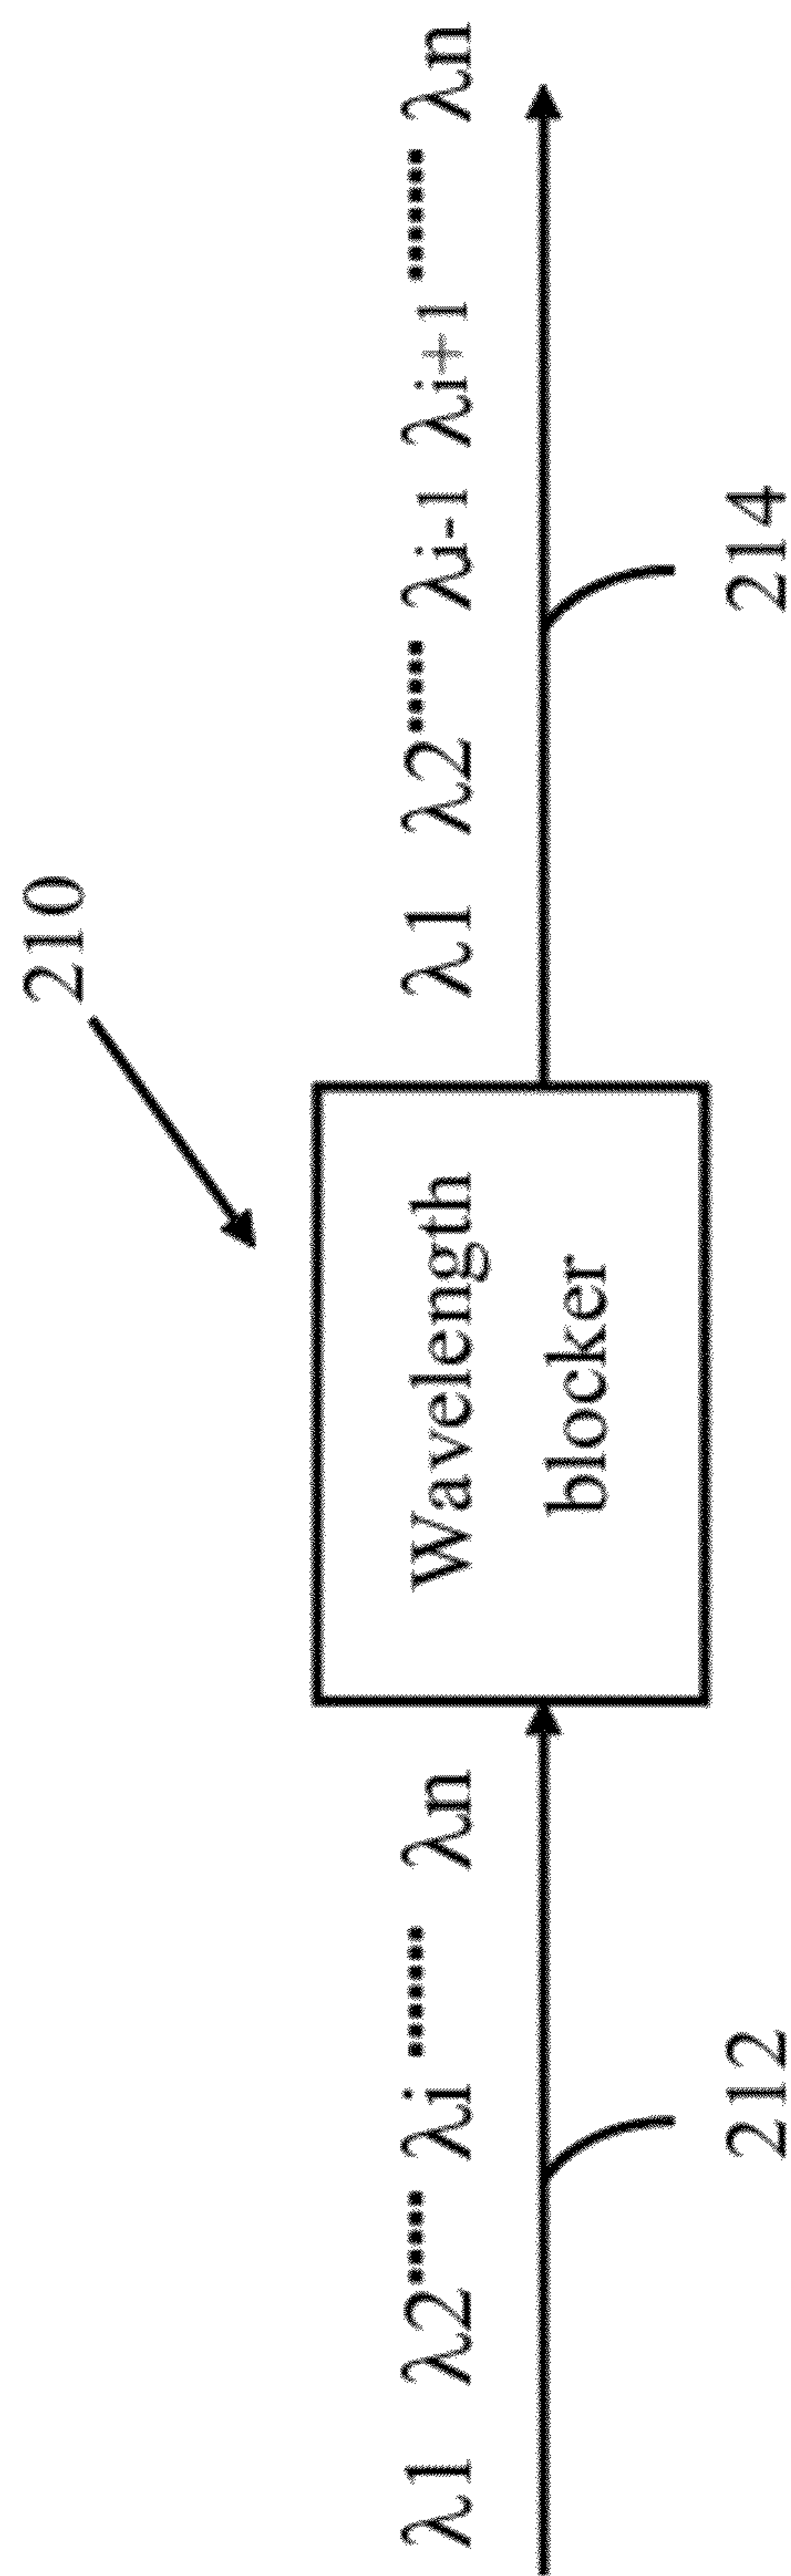 210
λ1 λ2 ..... λi ....... λn
Wavelength
blocker
λ1 λ2 ..... λi-1 λi+1 ....... λn
212
214